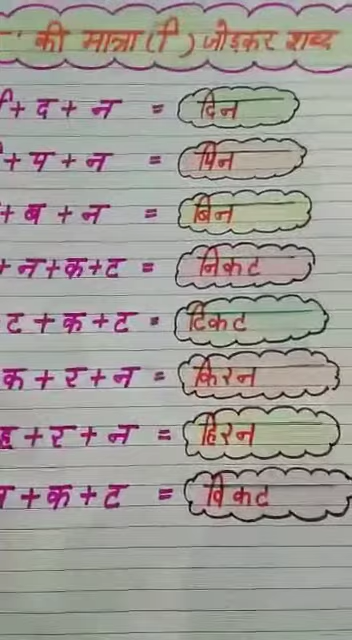 ' की मात्रा (ि) जोड़कर शब्द
ि + द + न = दिन
+ प + न = पिन
+ ब + न = बिन
+ न + क + ट = निकट
ट + क + ट = टिकट
क + र + न = किरन
ह + र + न = हिरन
व + क + ट = विकट